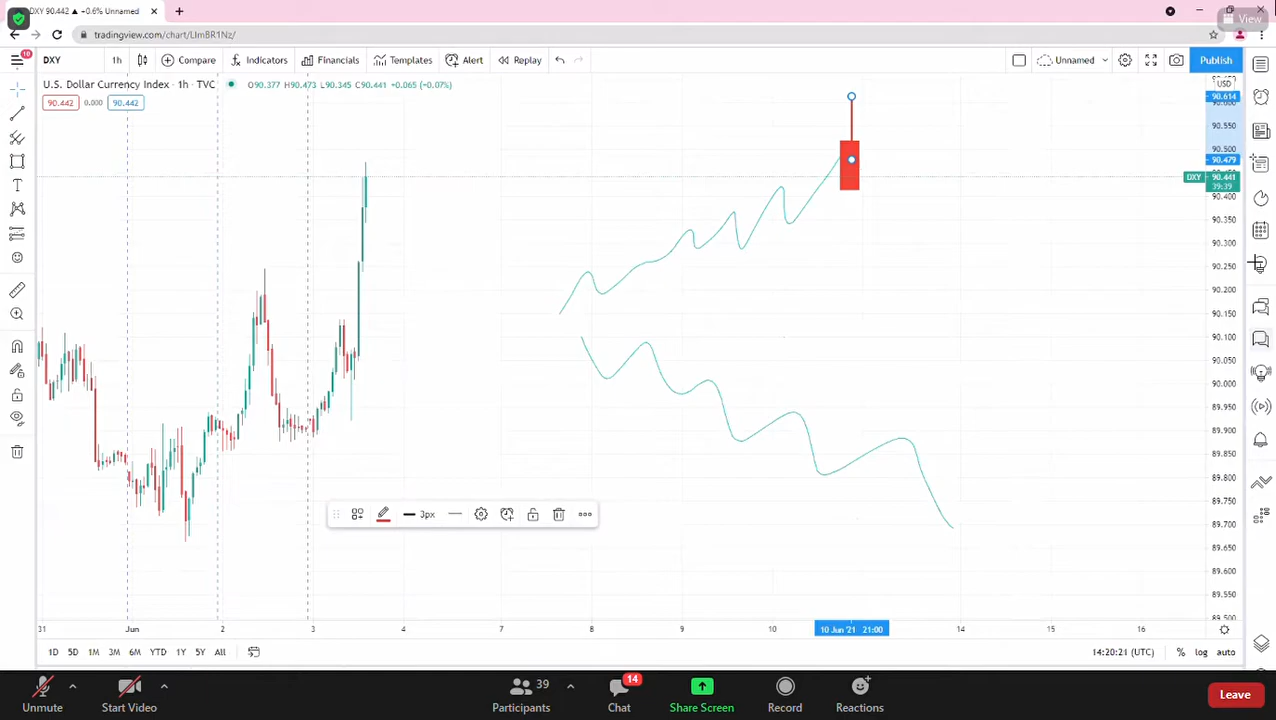 DXY 90.442 ▲ +0.6% Unnamed
View
tradingview.com/chart/LImBR1Nz/
10
DXY 1h Compare Indicators Financials Templates Alert Replay Unnamed Publish
U.S. Dollar Currency Index · 1h · TVC O90.377 H90.473 L90.345 C90.441 +0.065 (+0.07%)
90.442 0.000 90.442
USD
90.614
90.550
90.500
90.479
DXY 90.441
39:39
90.400
90.350
90.300
90.250
90.200
90.150
90.100
90.050
90.000
89.950
89.900
89.850
89.800
89.750
89.700
89.650
89.600
89.550
89.500
3px
31 Jun 2 3 4 7 8 9 10 10 Jun '21 21:00 14 15 16
1D 5D 1M 3M 6M YTD 1Y 5Y All 14:20:21 (UTC) % log auto
39 14
Unmute Start Video Participants Chat Share Screen Record Reactions Leave